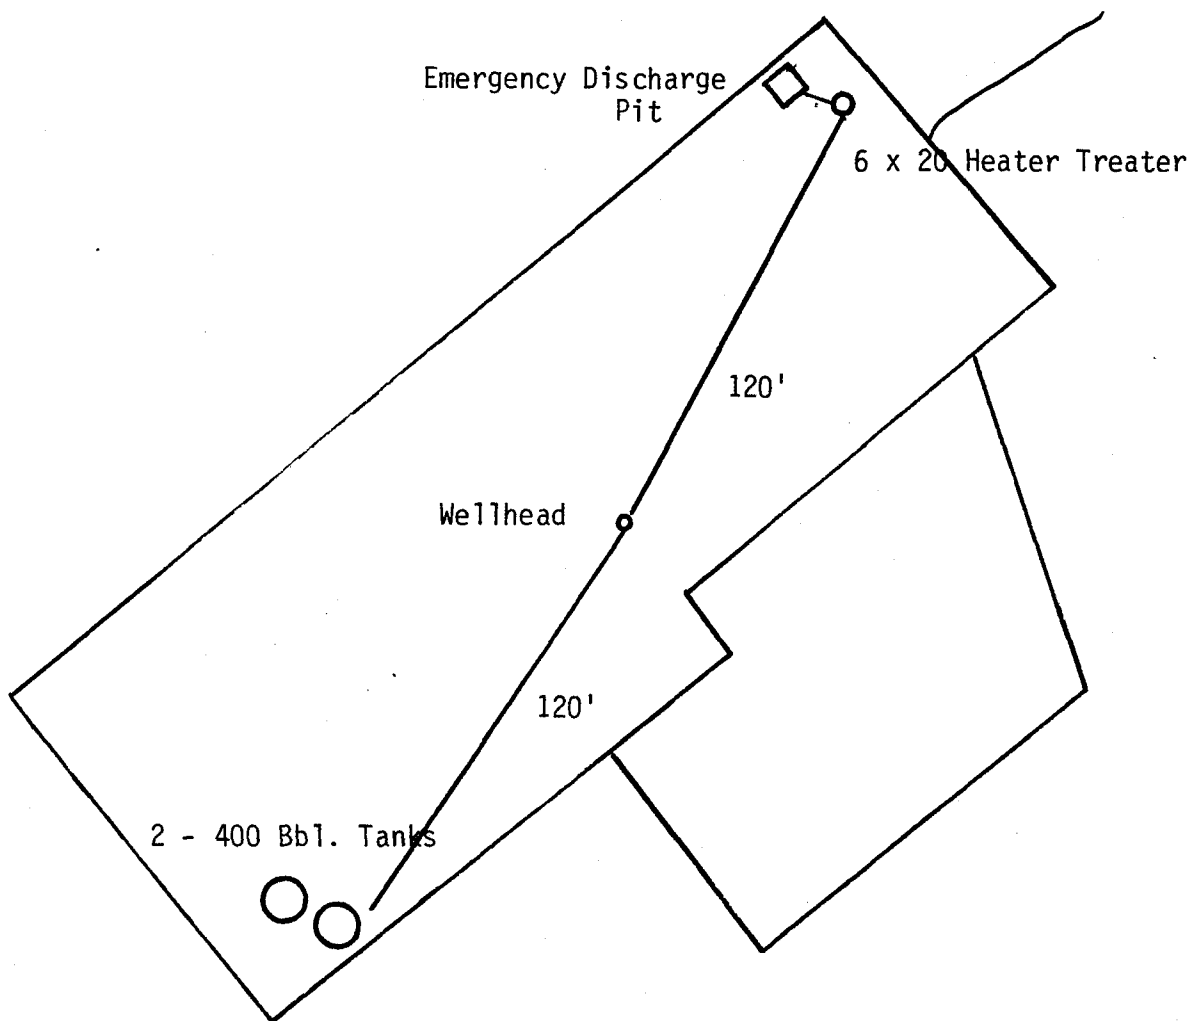 Emergency Discharge
Pit
6 x 20 Heater Treater
120'
Wellhead
120'
2 - 400 Bbl. Tanks